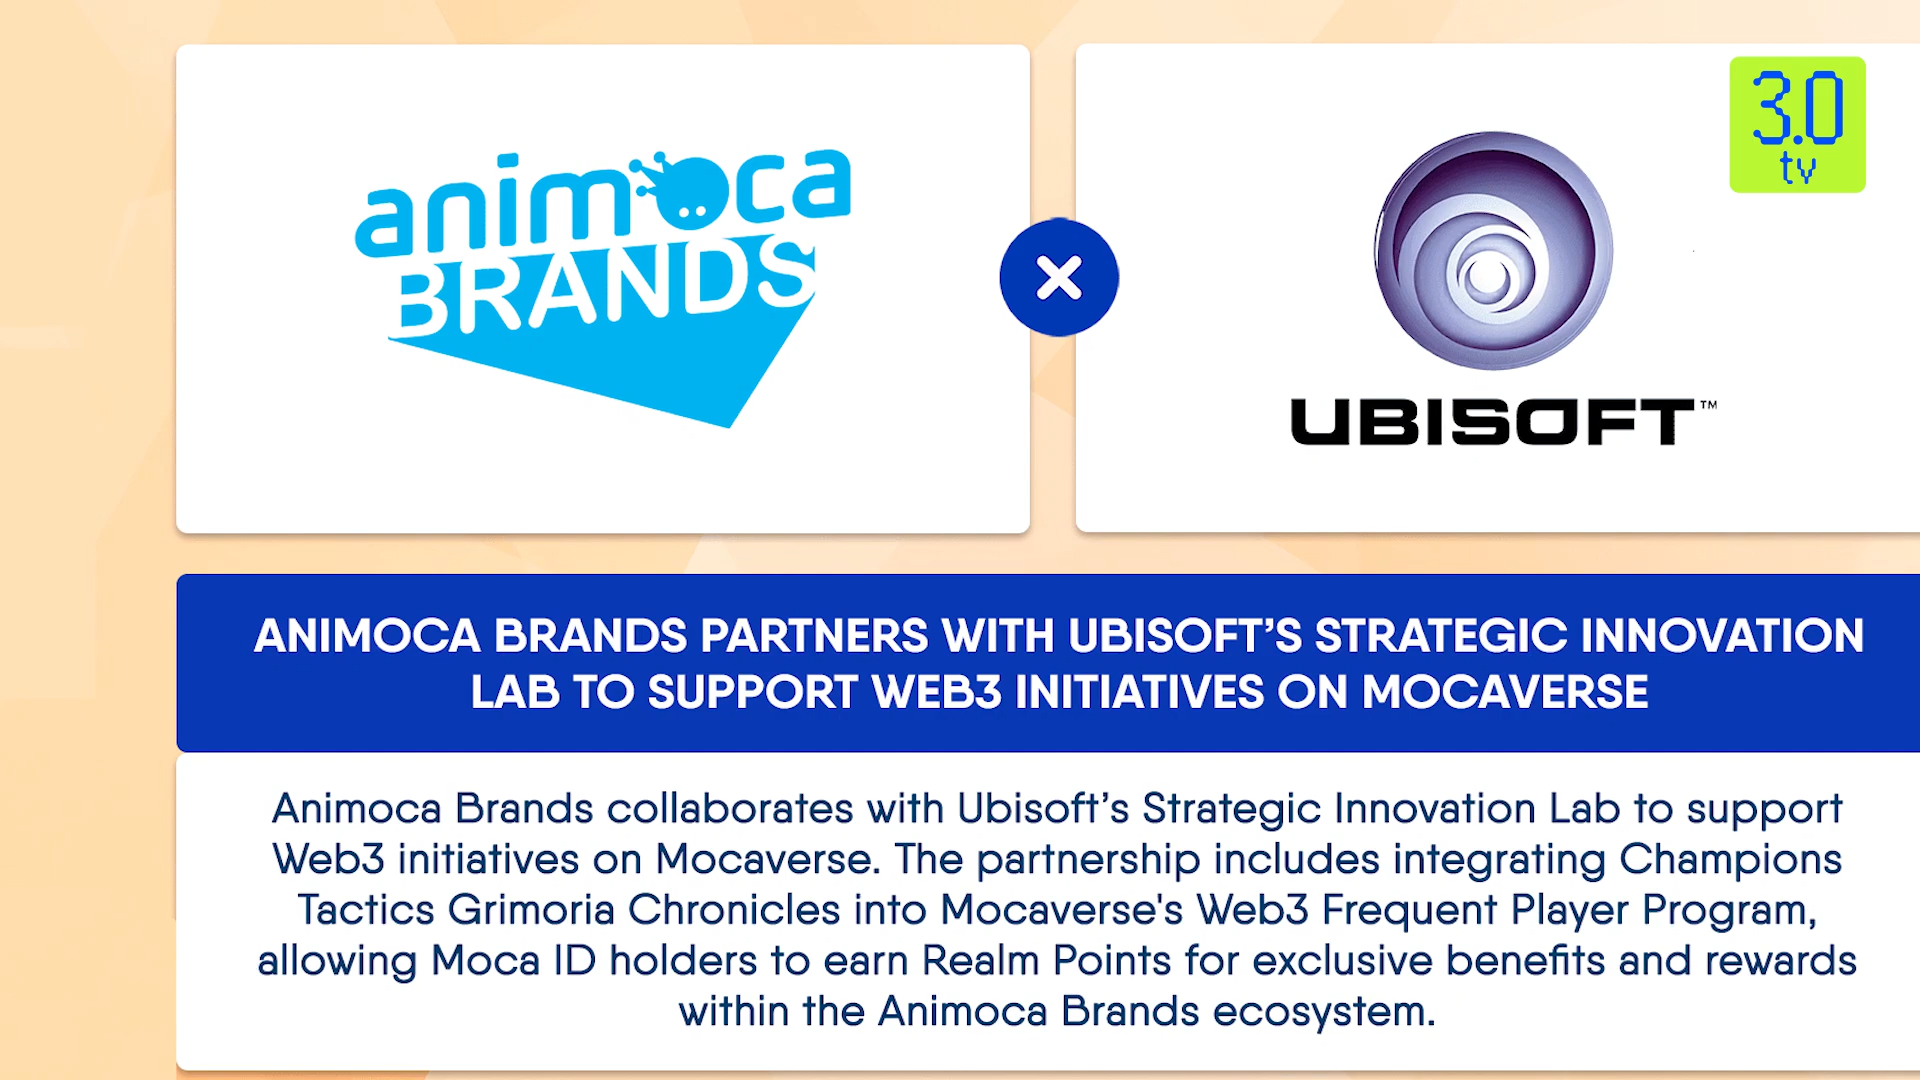 animoca
BRANDS
3.0
tv
UBISOFT™
ANIMOCA BRANDS PARTNERS WITH UBISOFT’S STRATEGIC INNOVATION
LAB TO SUPPORT WEB3 INITIATIVES ON MOCAVERSE
Animoca Brands collaborates with Ubisoft’s Strategic Innovation Lab to support
Web3 initiatives on Mocaverse. The partnership includes integrating Champions
Tactics Grimoria Chronicles into Mocaverse's Web3 Frequent Player Program,
allowing Moca ID holders to earn Realm Points for exclusive benefits and rewards
within the Animoca Brands ecosystem.